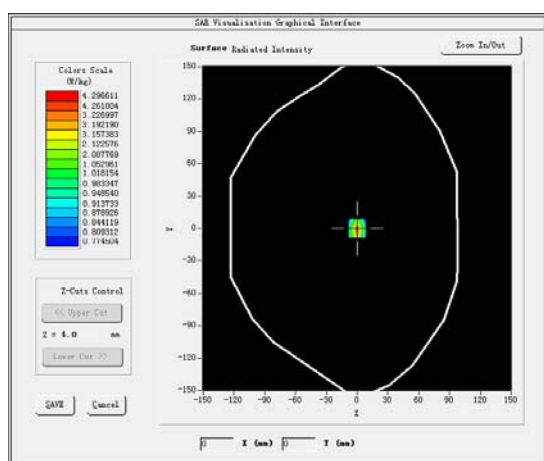 SAR Visualisation Graphical Interface
Surface Radiated Intensity
Zoom In/Out
Colors Scale
(W/kg)
4.296611
4.261804
3.226997
3.192190
3.157383
2.122576
2.087769
1.052961
1.018154
0.983347
0.948540
0.913733
0.878926
0.844119
0.809312
0.774504
Z-Cuts Control
<< Upper Cut
Z = 4.0 mm
Lower Cut >>
SAVE
Cancel
150
120
90
60
30
0
-30
-60
-90
-120
-150
Y
-150 -120 -90 -60 -30 0 30 60 90 120 150
X
0 X (mm) 0 Y (mm)